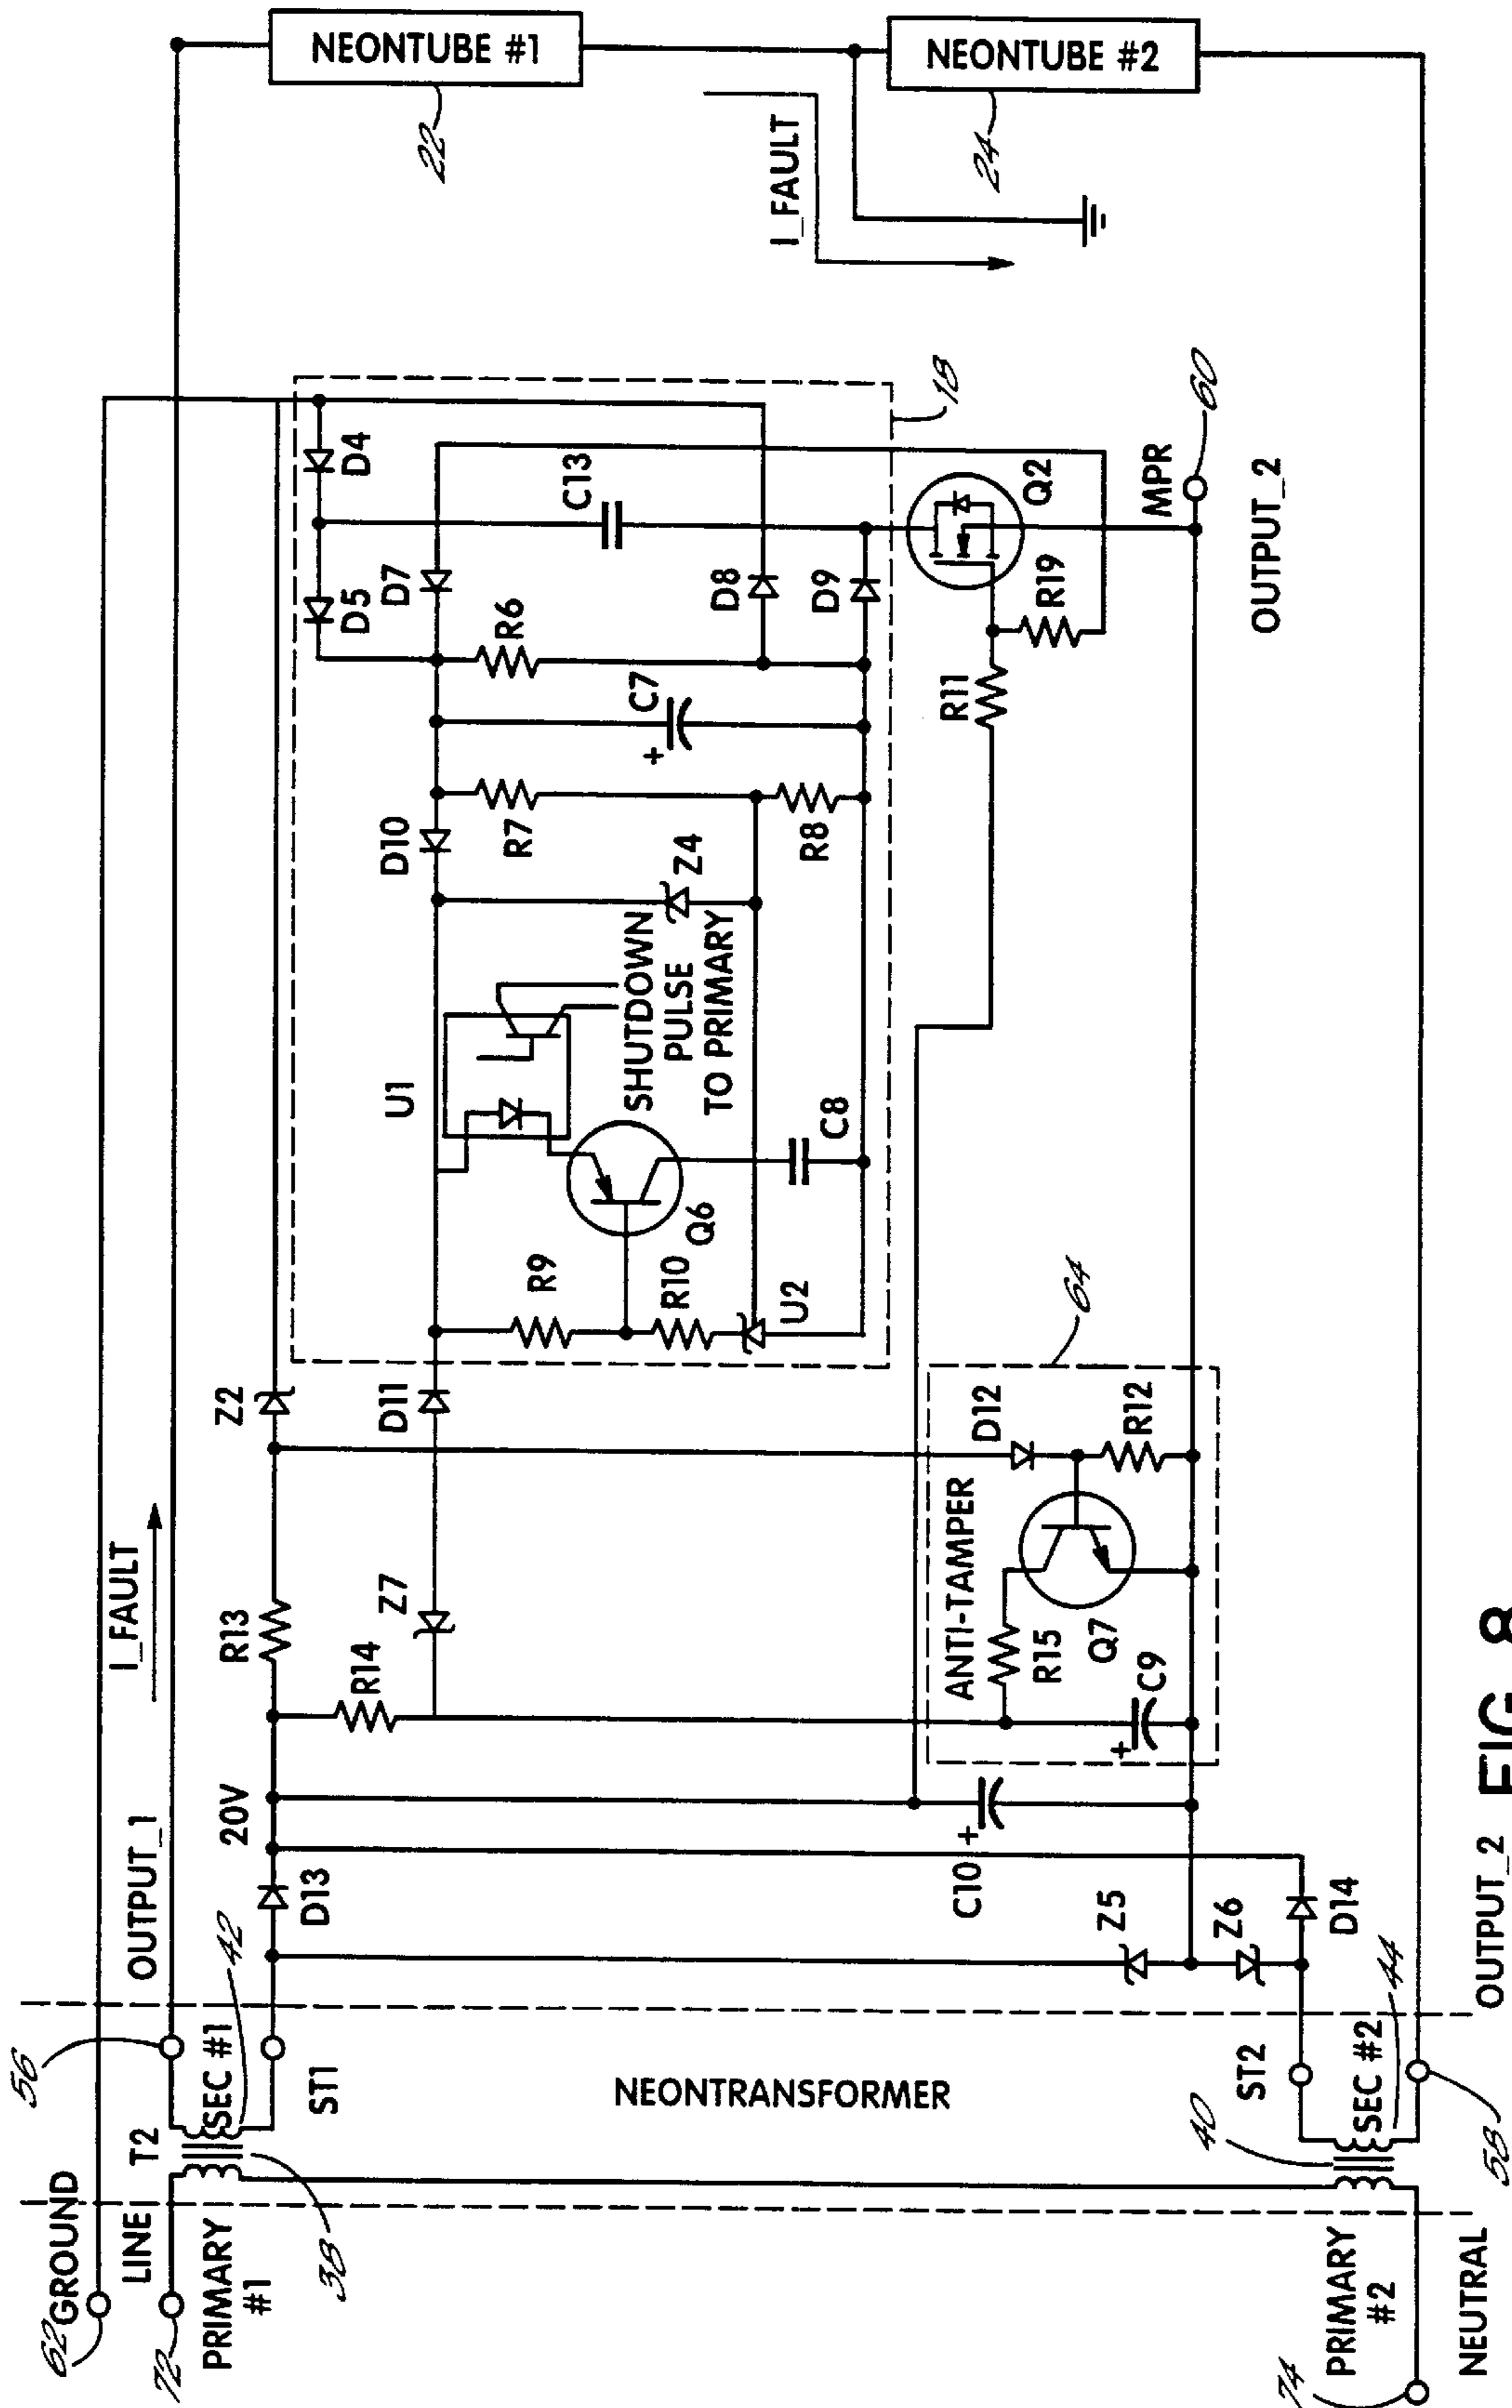 NEONTUBE #1
NEONTUBE #2
22
24
I_FAULT
62
GROUND
72
LINE
PRIMARY
#1
38
T2
56
SEC #1
42
ST1
OUTPUT_1
I_FAULT
20V
D13
R13
R14
Z2
Z7
D11
D4
D5
D7
C13
18
R6
C7
+
D8
D9
D10
R7
R8
Z4
U1
SHUTDOWN
PULSE
TO PRIMARY
R9
Q6
R10
U2
C8
R11
R19
Q2
MPR
60
OUTPUT_2
64
ANTI-TAMPER
D12
R12
R15
Q7
C9
+
C10
+
Z5
Z6
D14
NEONTRANSFORMER
ST2
SEC #2
40
44
58
PRIMARY
#2
74
NEUTRAL
OUTPUT_2
FIG. 8